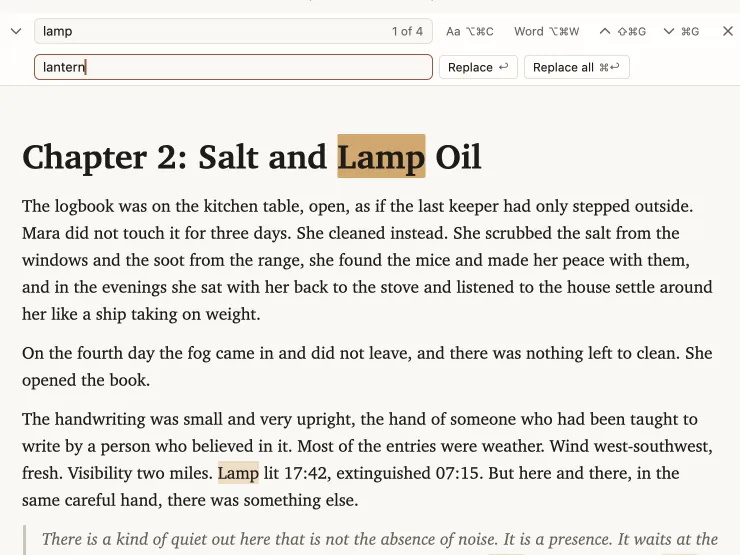 lamp 1 of 4 Aa ⌥⌘C Word ⌥⌘W ⇧⌘G ⌘G
lantern Replace ↩ Replace all ⌘↩
Chapter 2: Salt and Lamp Oil
The logbook was on the kitchen table, open, as if the last keeper had only stepped outside.
Mara did not touch it for three days. She cleaned instead. She scrubbed the salt from the
windows and the soot from the range, she found the mice and made her peace with them,
and in the evenings she sat with her back to the stove and listened to the house settle around
her like a ship taking on weight.
On the fourth day the fog came in and did not leave, and there was nothing left to clean. She
opened the book.
The handwriting was small and very upright, the hand of someone who had been taught to
write by a person who believed in it. Most of the entries were weather. Wind west-southwest,
fresh. Visibility two miles. Lamp lit 17:42, extinguished 07:15. But here and there, in the
same careful hand, there was something else.
There is a kind of quiet out here that is not the absence of noise. It is a presence. It waits at the